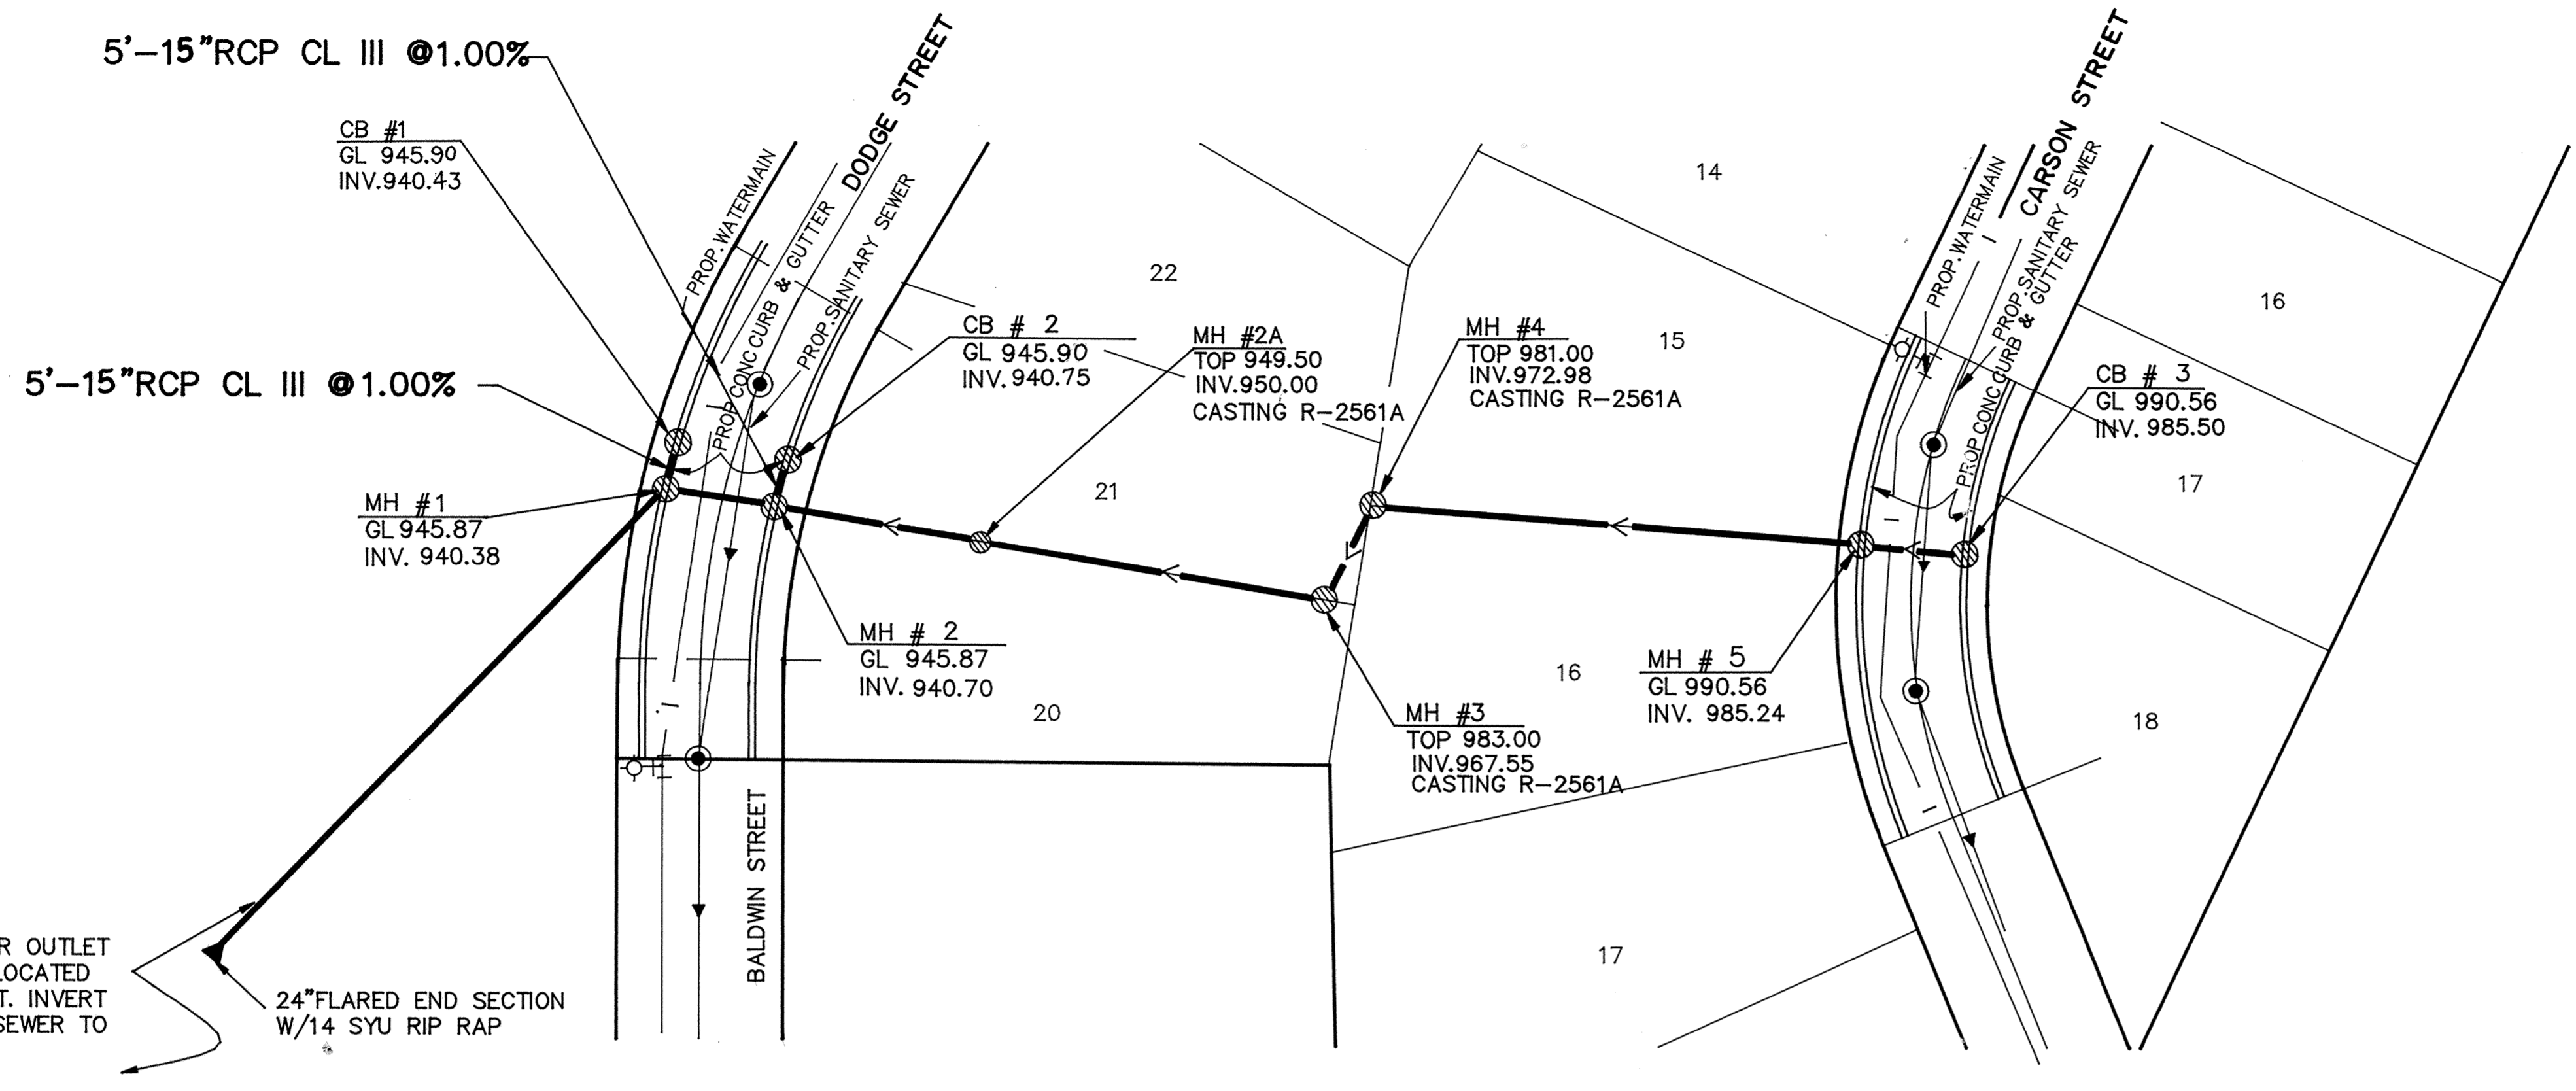 5'-15"RCP CL III @1.00%
CB #1
GL 945.90
INV.940.43
5'-15"RCP CL III @1.00%
MH #1
GL 945.87
INV. 940.38
PROP.WATERMAIN
DODGE STREET
PROP CONC CURB & GUTTER
PROP.SANITARY SEWER
22
CB # 2
GL 945.90
INV. 940.75
MH #2A
TOP 949.50
INV.950.00
CASTING R-2561A
21
MH # 2
GL 945.87
INV. 940.70
20
BALDWIN STREET
14
15
MH #4
TOP 981.00
INV.972.98
CASTING R-2561A
MH #3
TOP 983.00
INV.967.55
CASTING R-2561A
16
17
MH # 5
GL 990.56
INV. 985.24
PROP.WATERMAIN
CARSON STREET
PROP.SANITARY SEWER
PROP CONC CURB & GUTTER
CB # 3
GL 990.56
INV. 985.50
16
17
18
R OUTLET
LOCATED
T. INVERT
SEWER TO
24"FLARED END SECTION
W/14 SYU RIP RAP